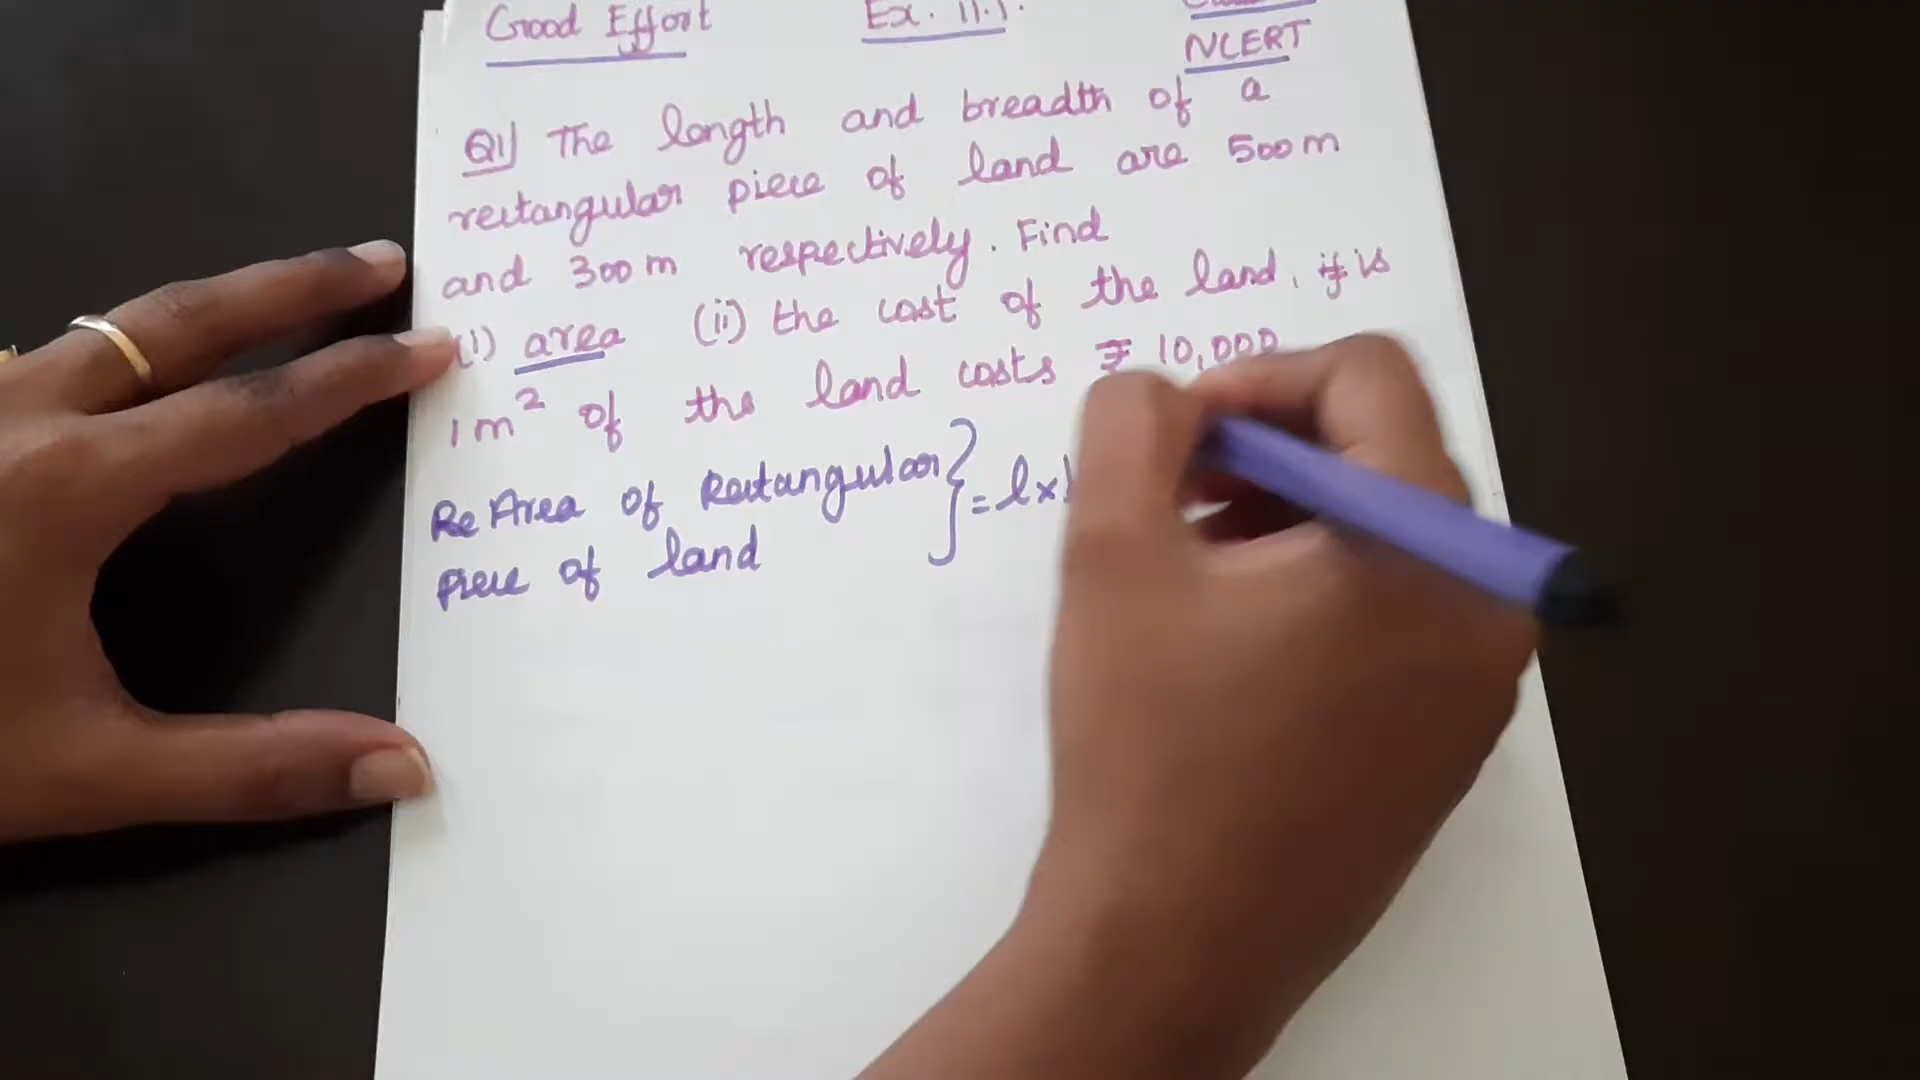 Good Effort Ex. 11.1.
NCERT
Q1) The length and breadth of a
rectangular piece of land are 500 m
and 300 m respectively. Find
(i) area (ii) the cost of the land, if is
1 m² of the land costs ₹ 10,000
Re Area of Rectangular
piece of land } = l x